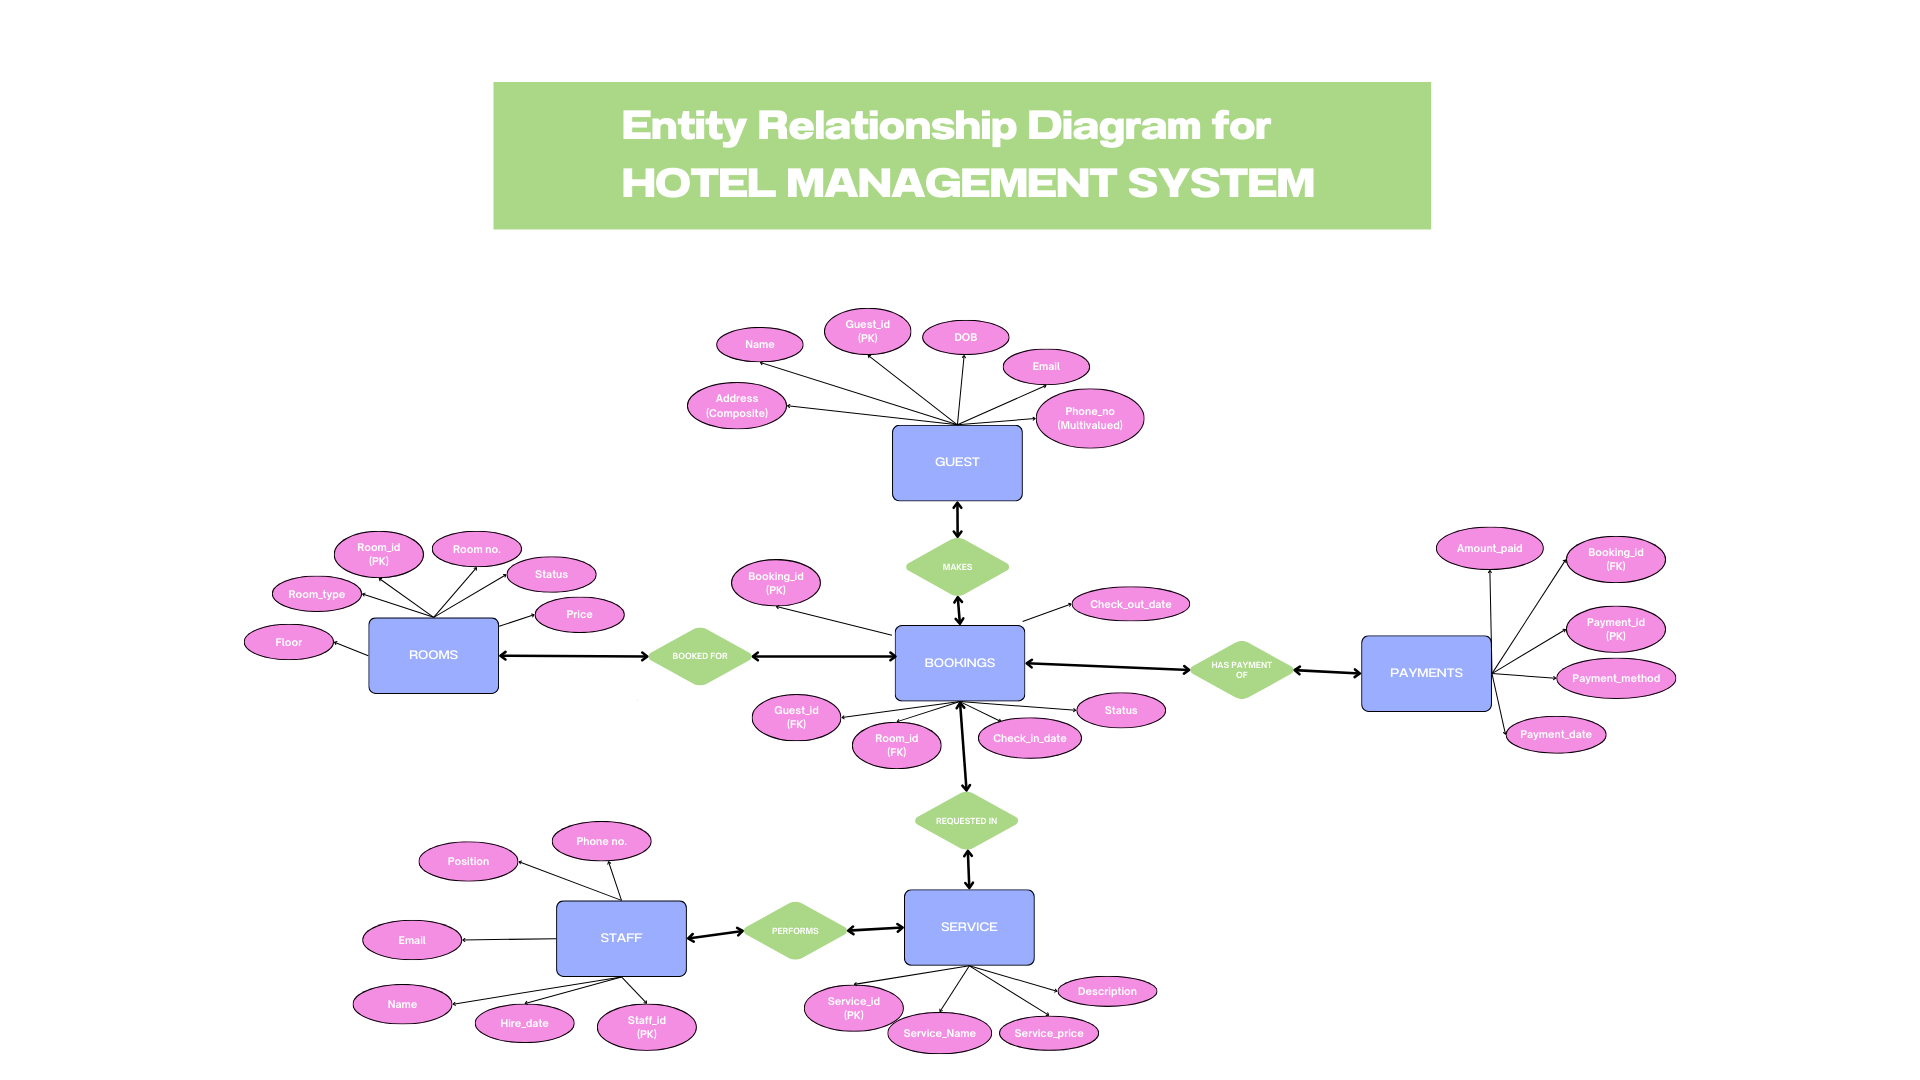 Entity Relationship Diagram for
HOTEL MANAGEMENT SYSTEM
Name
Guest_id
(PK)
DOB
Email
Address
(Composite)
Phone_no
(Multivalued)
GUEST
MAKES
Room_id
(PK)
Room no.
Status
Room_type
Price
Floor
ROOMS
BOOKED FOR
Booking_id
(PK)
Check_out_date
BOOKINGS
Guest_id
(FK)
Room_id
(FK)
Check_in_date
Status
HAS PAYMENT
OF
Amount_paid
Booking_id
(FK)
Payment_id
(PK)
PAYMENTS
Payment_method
Payment_date
REQUESTED IN
Phone no.
Position
STAFF
Email
Name
Hire_date
Staff_id
(PK)
PERFORMS
SERVICE
Service_id
(PK)
Service_Name
Service_price
Description